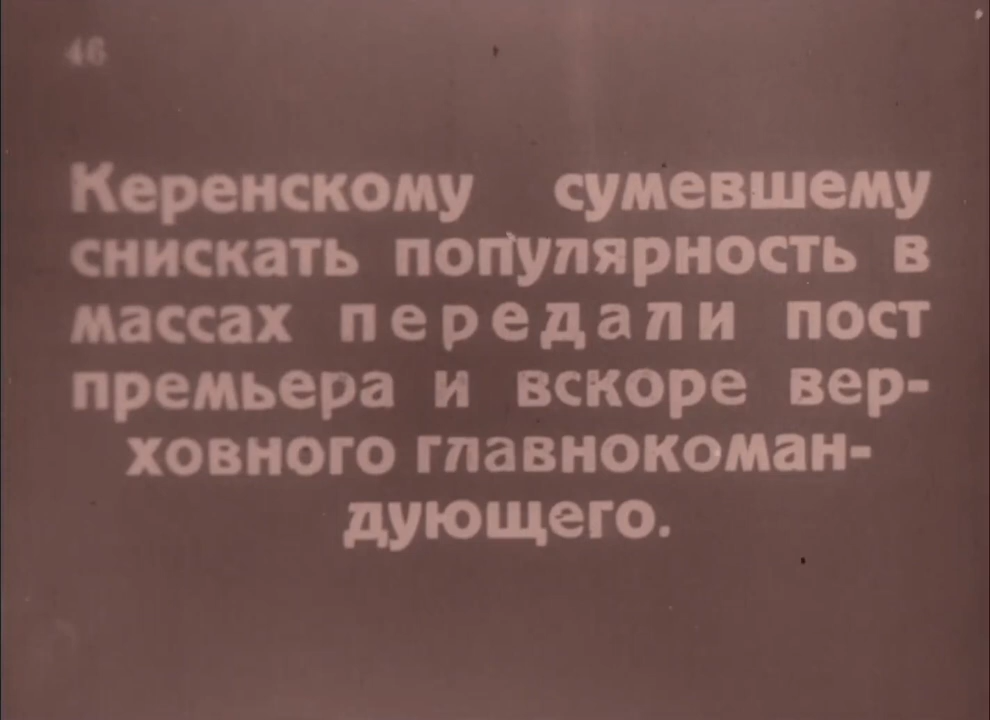 46
Керенскому сумевшему
снискать популярность в
массах передали пост
премьера и вскоре вер-
ховного главнокоман-
дующего.